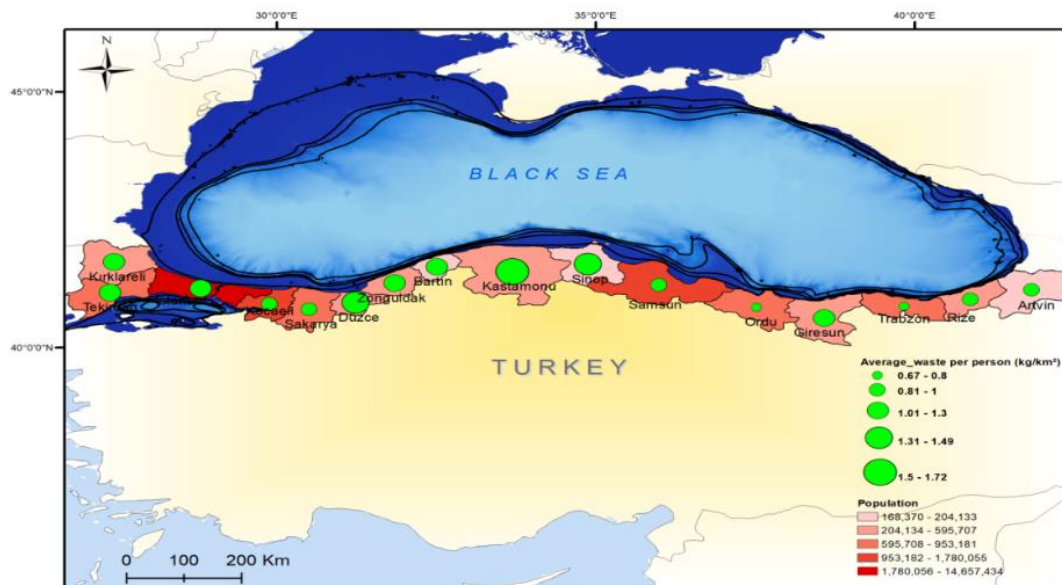 30°0'0"E 35°0'0"E 40°0'0"E
N
45°0'0"N
BLACK SEA
Kırklareli
Bartın
Sinop
Tekirdağ
Zonguldak
Kastamonu
Artvin
Kocaeli
Samsun
Sakarya
Düzce
Ordu
Trabzon
Rize
Giresun
40°0'0"N
TURKEY
Average_waste per person (kg/km²)
0.67 - 0.8
0.81 - 1
1.01 - 1.3
1.31 - 1.49
1.5 - 1.72
Population
168,370 - 204,133
204,134 - 595,707
595,708 - 953,181
953,182 - 1,780,055
1,780,056 - 14,657,434
0 100 200 Km